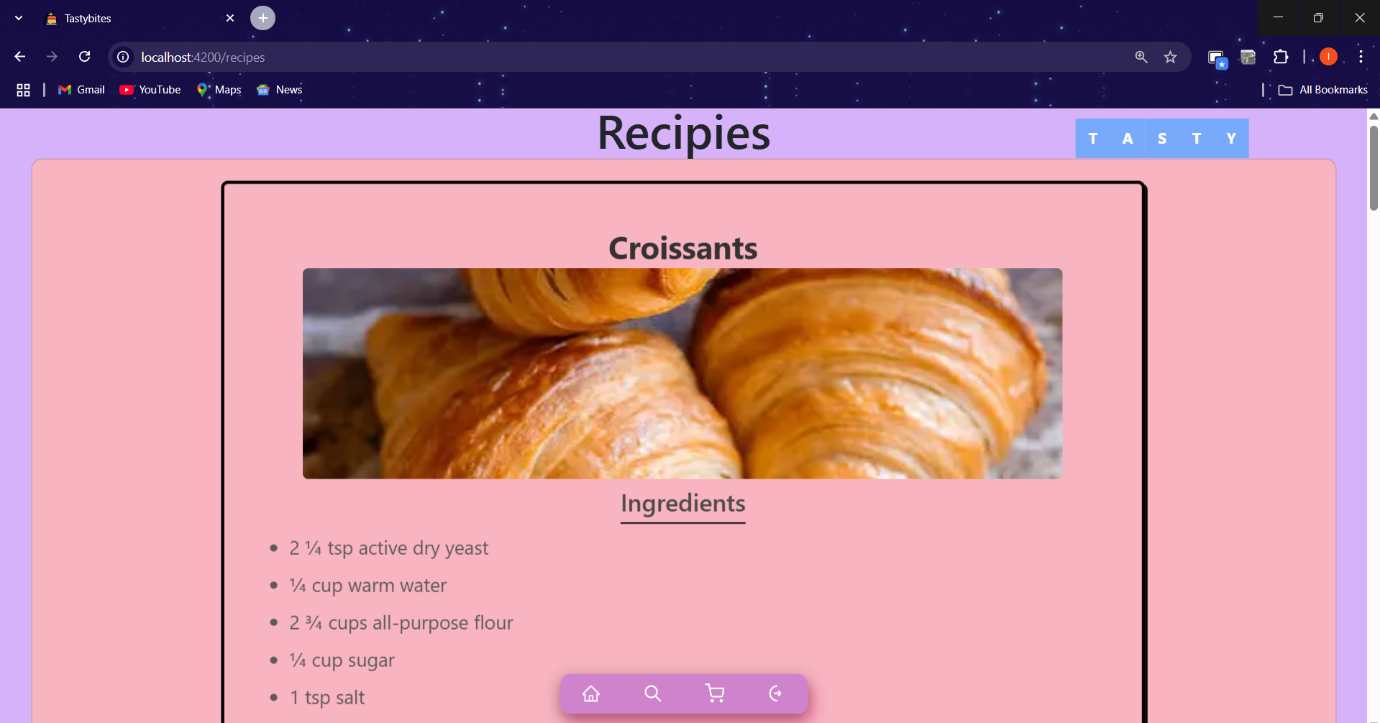 Tastybites
localhost:4200/recipes
Gmail YouTube Maps News All Bookmarks
Recipies
T A S T Y
Croissants
Ingredients
• 2 ¼ tsp active dry yeast
• ¼ cup warm water
• 2 ¾ cups all-purpose flour
• ¼ cup sugar
• 1 tsp salt